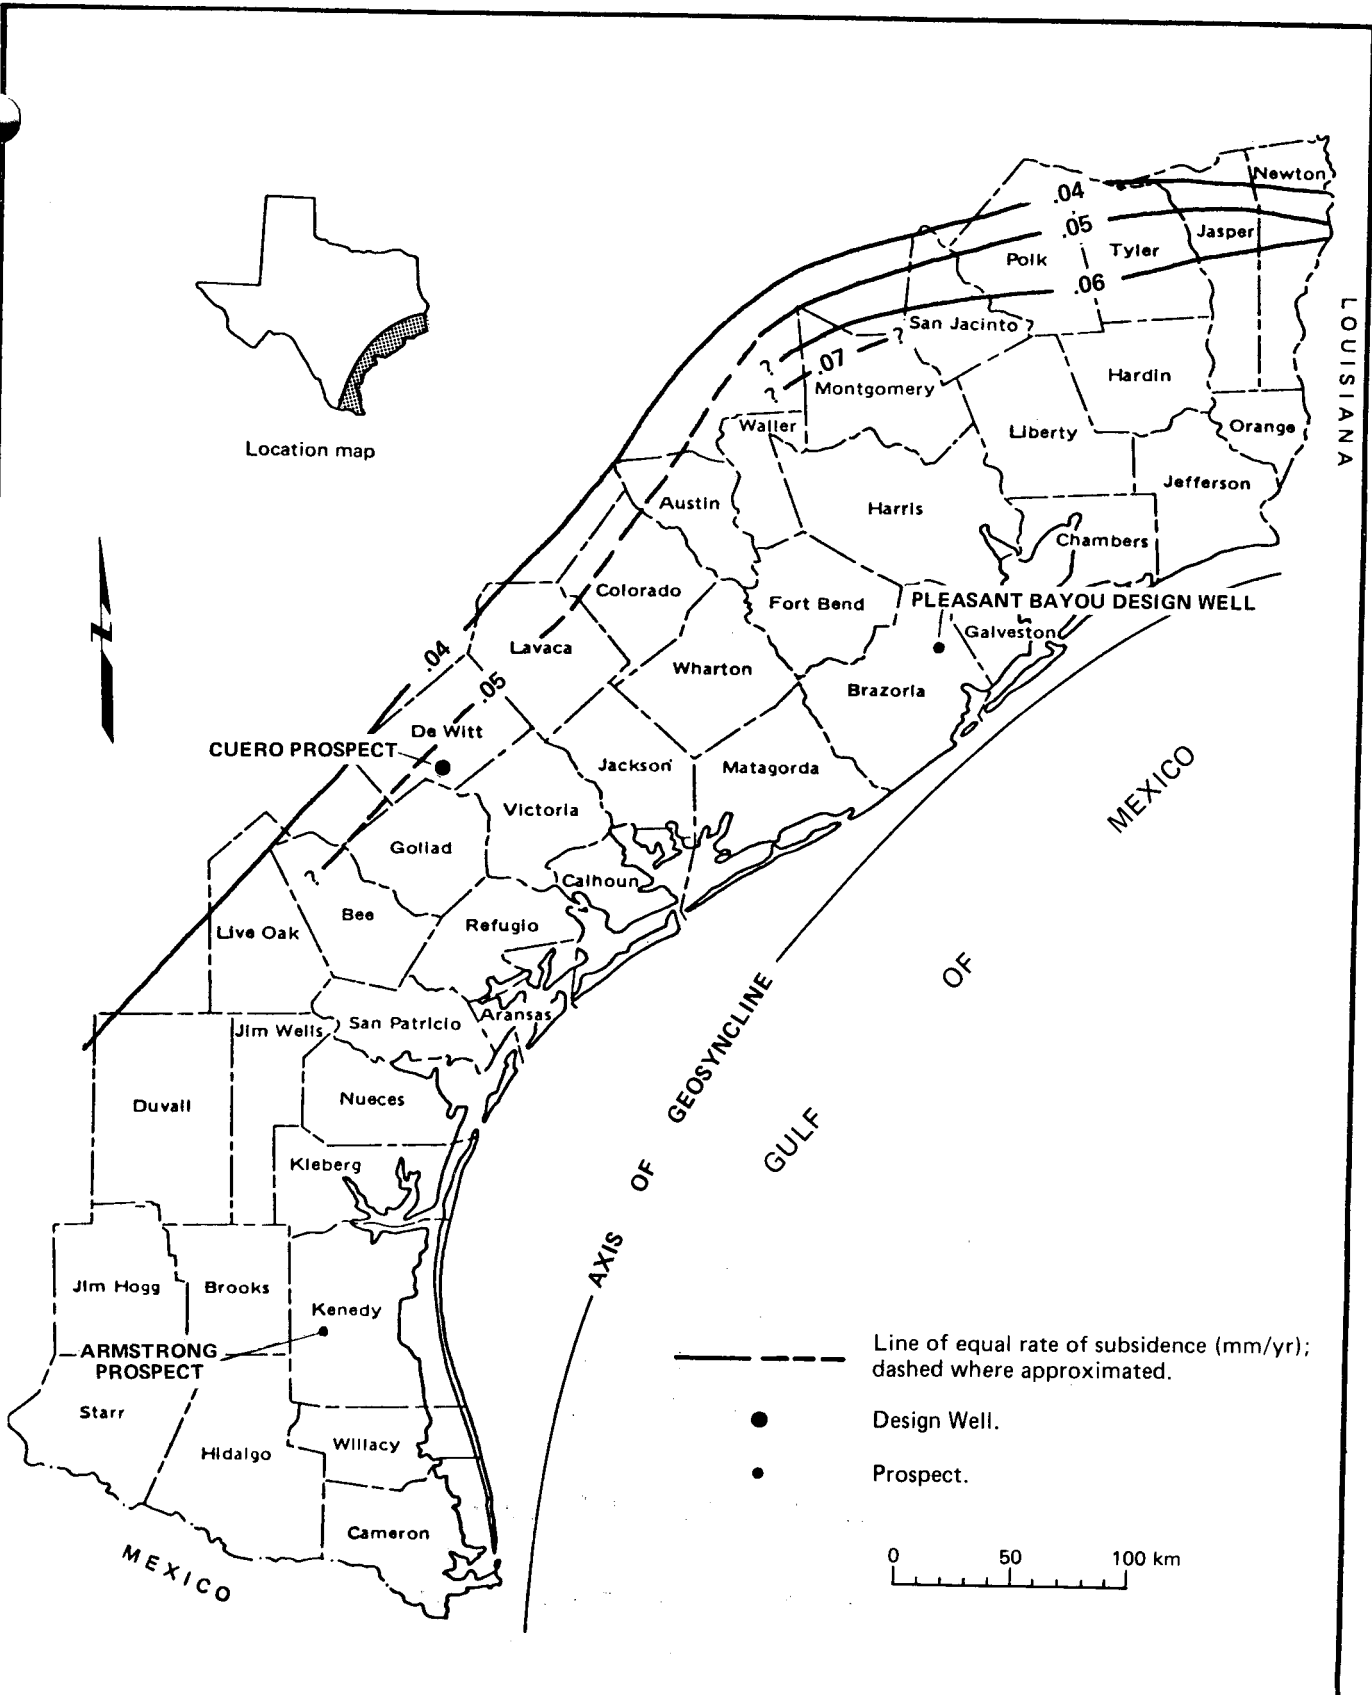 Newton
.04
.05
Jasper
Tyler
Polk
.06
LOUISIANA
San Jacinto
?
?
.07
?
Montgomery
Hardin
Location map
Waller
Liberty
Orange
Jefferson
Austin
Harris
Chambers
Colorado
Fort Bend
PLEASANT BAYOU DESIGN WELL
Galveston
Lavaca
.04
Wharton
.05
Brazoria
De Witt
CUERO PROSPECT
Jackson
Matagorda
Victoria
Goliad
?
Calhoun
Bee
Refugio
Live Oak
Aransas
San Patricio
Jim Wells
Duvall
Nueces
Kleberg
AXIS OF GEOSYNCLINE
GULF OF MEXICO
Jim Hogg
Brooks
Kenedy
ARMSTRONG
PROSPECT
Starr
Hidalgo
Willacy
Cameron
MEXICO
Line of equal rate of subsidence (mm/yr);
dashed where approximated.
Design Well.
Prospect.
0 50 100 km